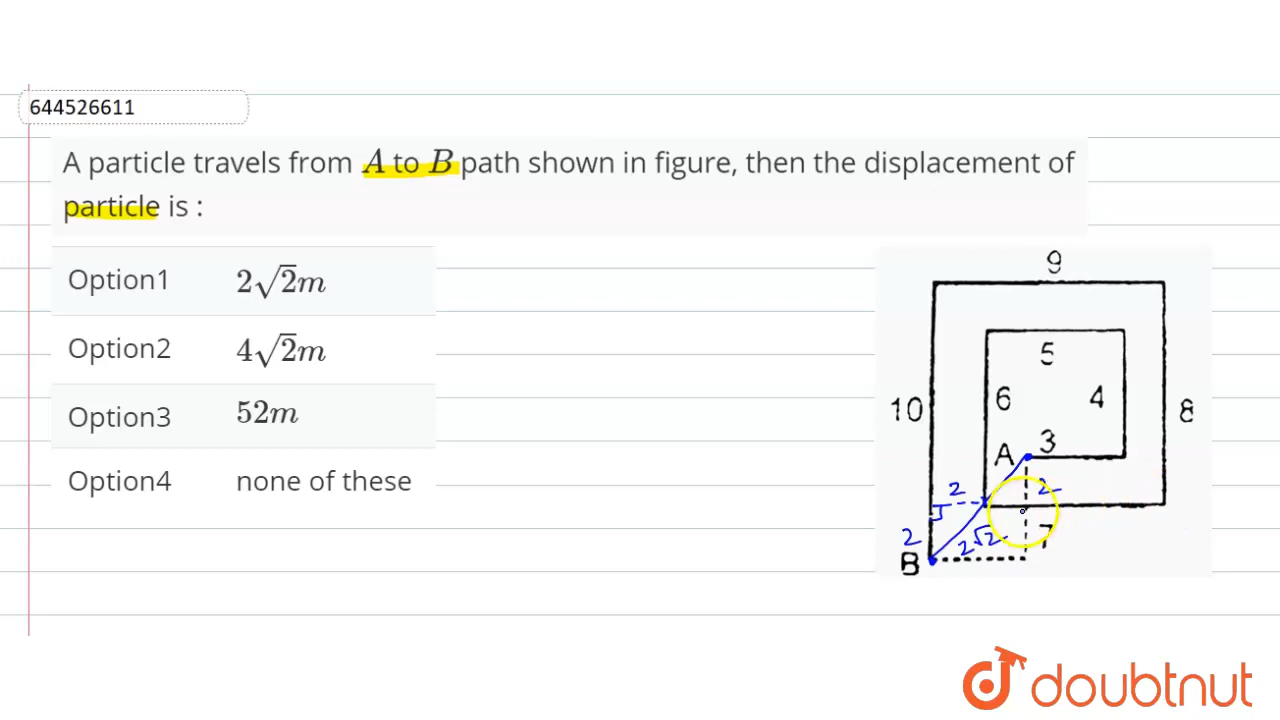 644526611
A particle travels from A to B path shown in figure, then the displacement of
particle is :
Option1 2√2m
Option2 4√2m
Option3 52m
Option4 none of these
9
5
10 6 4 8
A 3
2 2
2 2√2 7
B
doubtnut